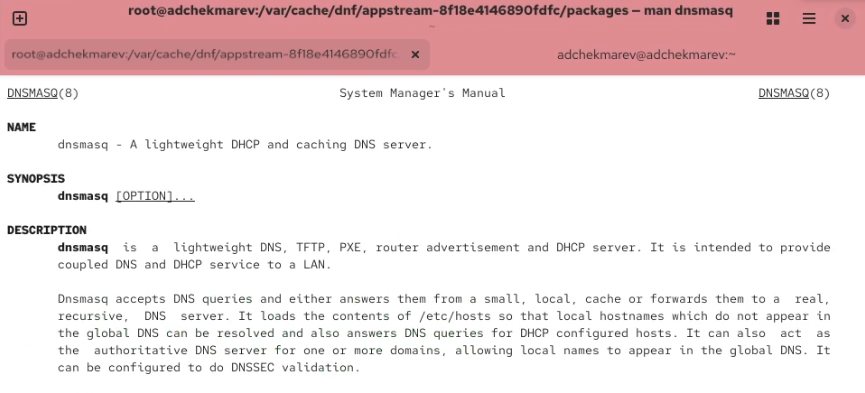 root@adchekmarev:/var/cache/dnf/appstream-8f18e4146890fdfc/packages — man dnsmasq
~
root@adchekmarev:/var/cache/dnf/appstream-8f18e4146890fdfc
adchekmarev@adchekmarev:~
DNSMASQ(8) System Manager's Manual DNSMASQ(8)
NAME
dnsmasq - A lightweight DHCP and caching DNS server.
SYNOPSIS
dnsmasq [OPTION]...
DESCRIPTION
dnsmasq is a lightweight DNS, TFTP, PXE, router advertisement and DHCP server. It is intended to provide
coupled DNS and DHCP service to a LAN.
Dnsmasq accepts DNS queries and either answers them from a small, local, cache or forwards them to a real,
recursive, DNS server. It loads the contents of /etc/hosts so that local hostnames which do not appear in
the global DNS can be resolved and also answers DNS queries for DHCP configured hosts. It can also act as
the authoritative DNS server for one or more domains, allowing local names to appear in the global DNS. It
can be configured to do DNSSEC validation.